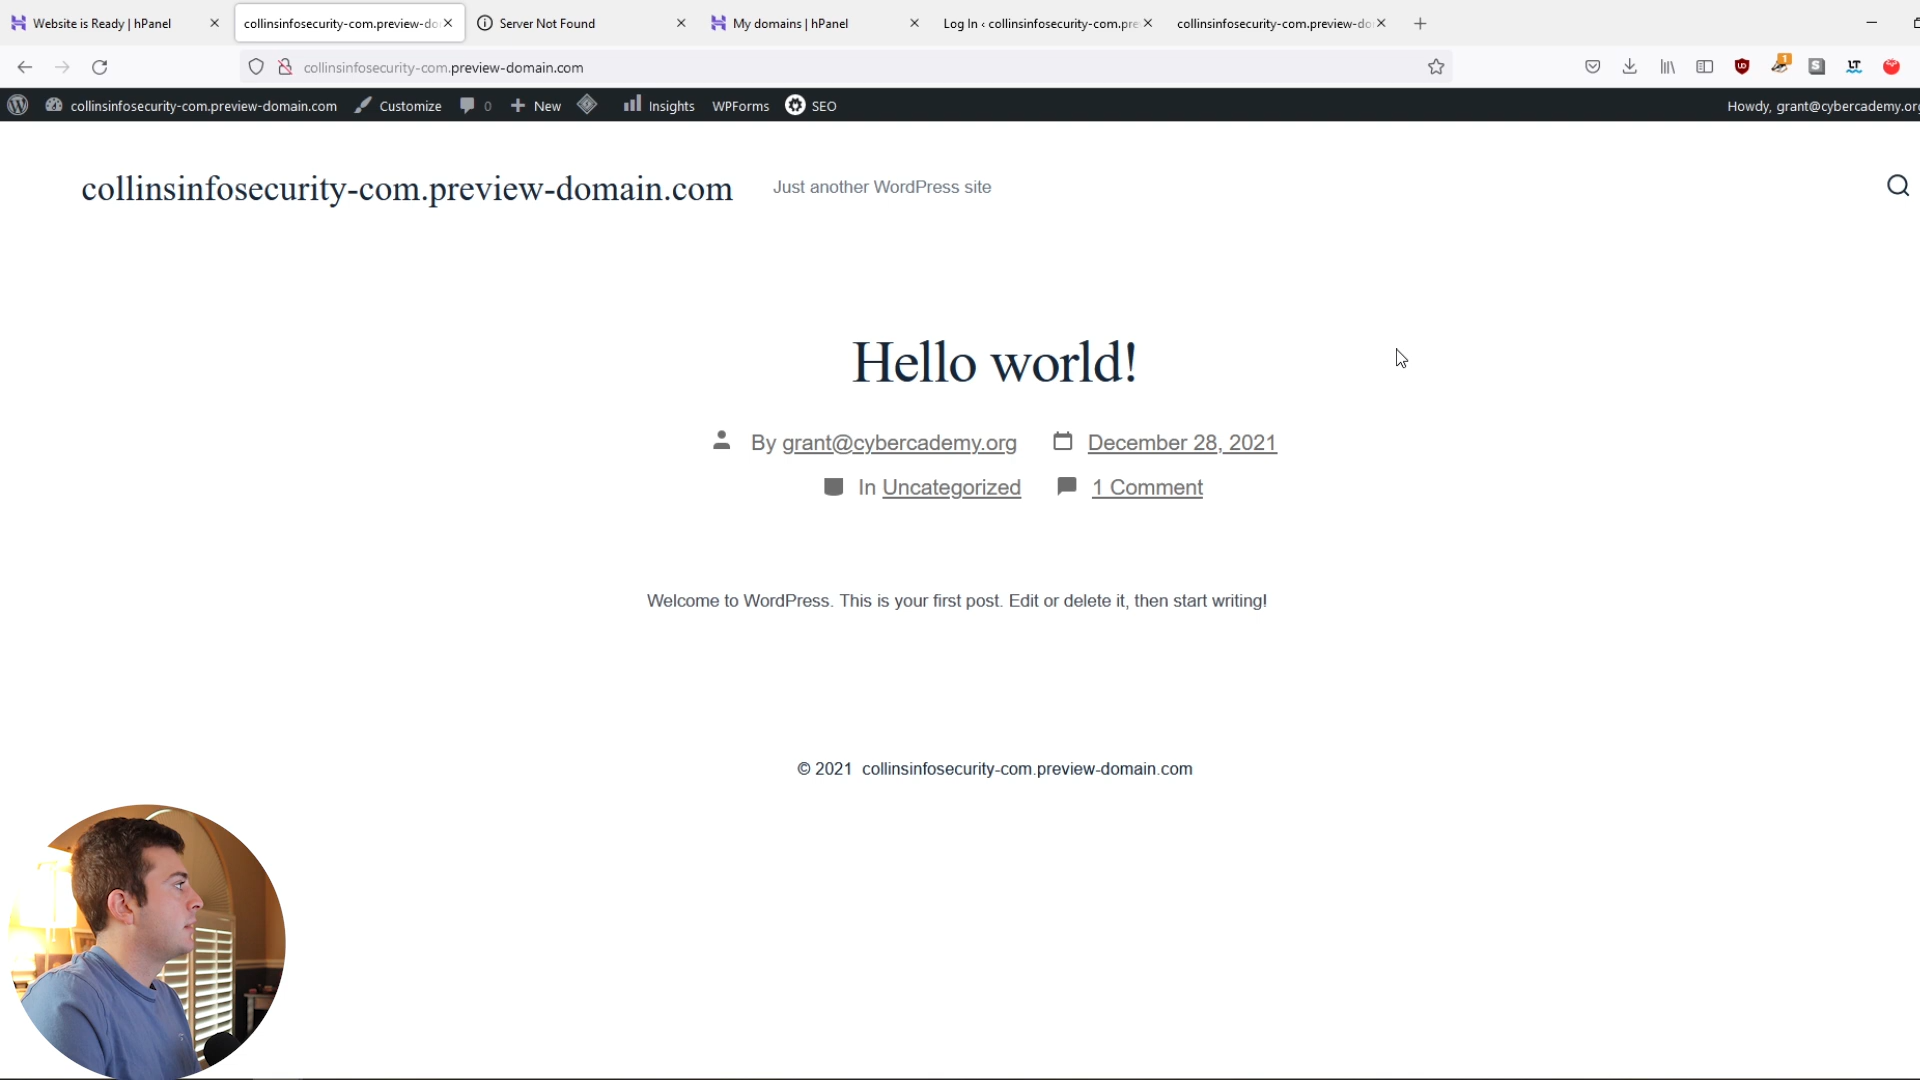 Website is Ready | hPanel
collinsinfosecurity-com.preview-do
Server Not Found
My domains | hPanel
Log In ‹ collinsinfosecurity-com.pre
collinsinfosecurity-com.preview-do
collinsinfosecurity-com.preview-domain.com
collinsinfosecurity-com.preview-domain.com
Customize
0
New
Insights
WPForms
SEO
Howdy, grant@cybercademy.org
collinsinfosecurity-com.preview-domain.com
Just another WordPress site
Hello world!
By grant@cybercademy.org
December 28, 2021
In Uncategorized
1 Comment
Welcome to WordPress. This is your first post. Edit or delete it, then start writing!
© 2021 collinsinfosecurity-com.preview-domain.com